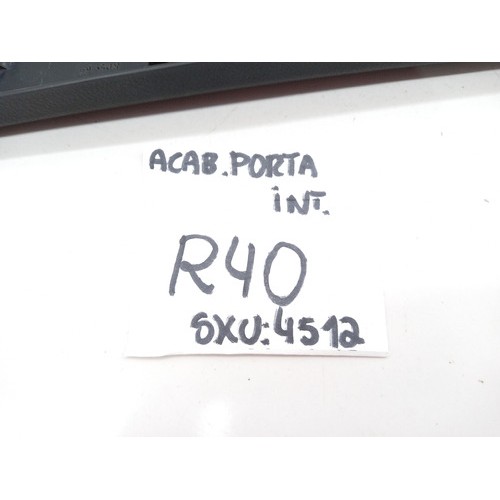 ACAB. PORTA
INT.
R40
SKU: 4512